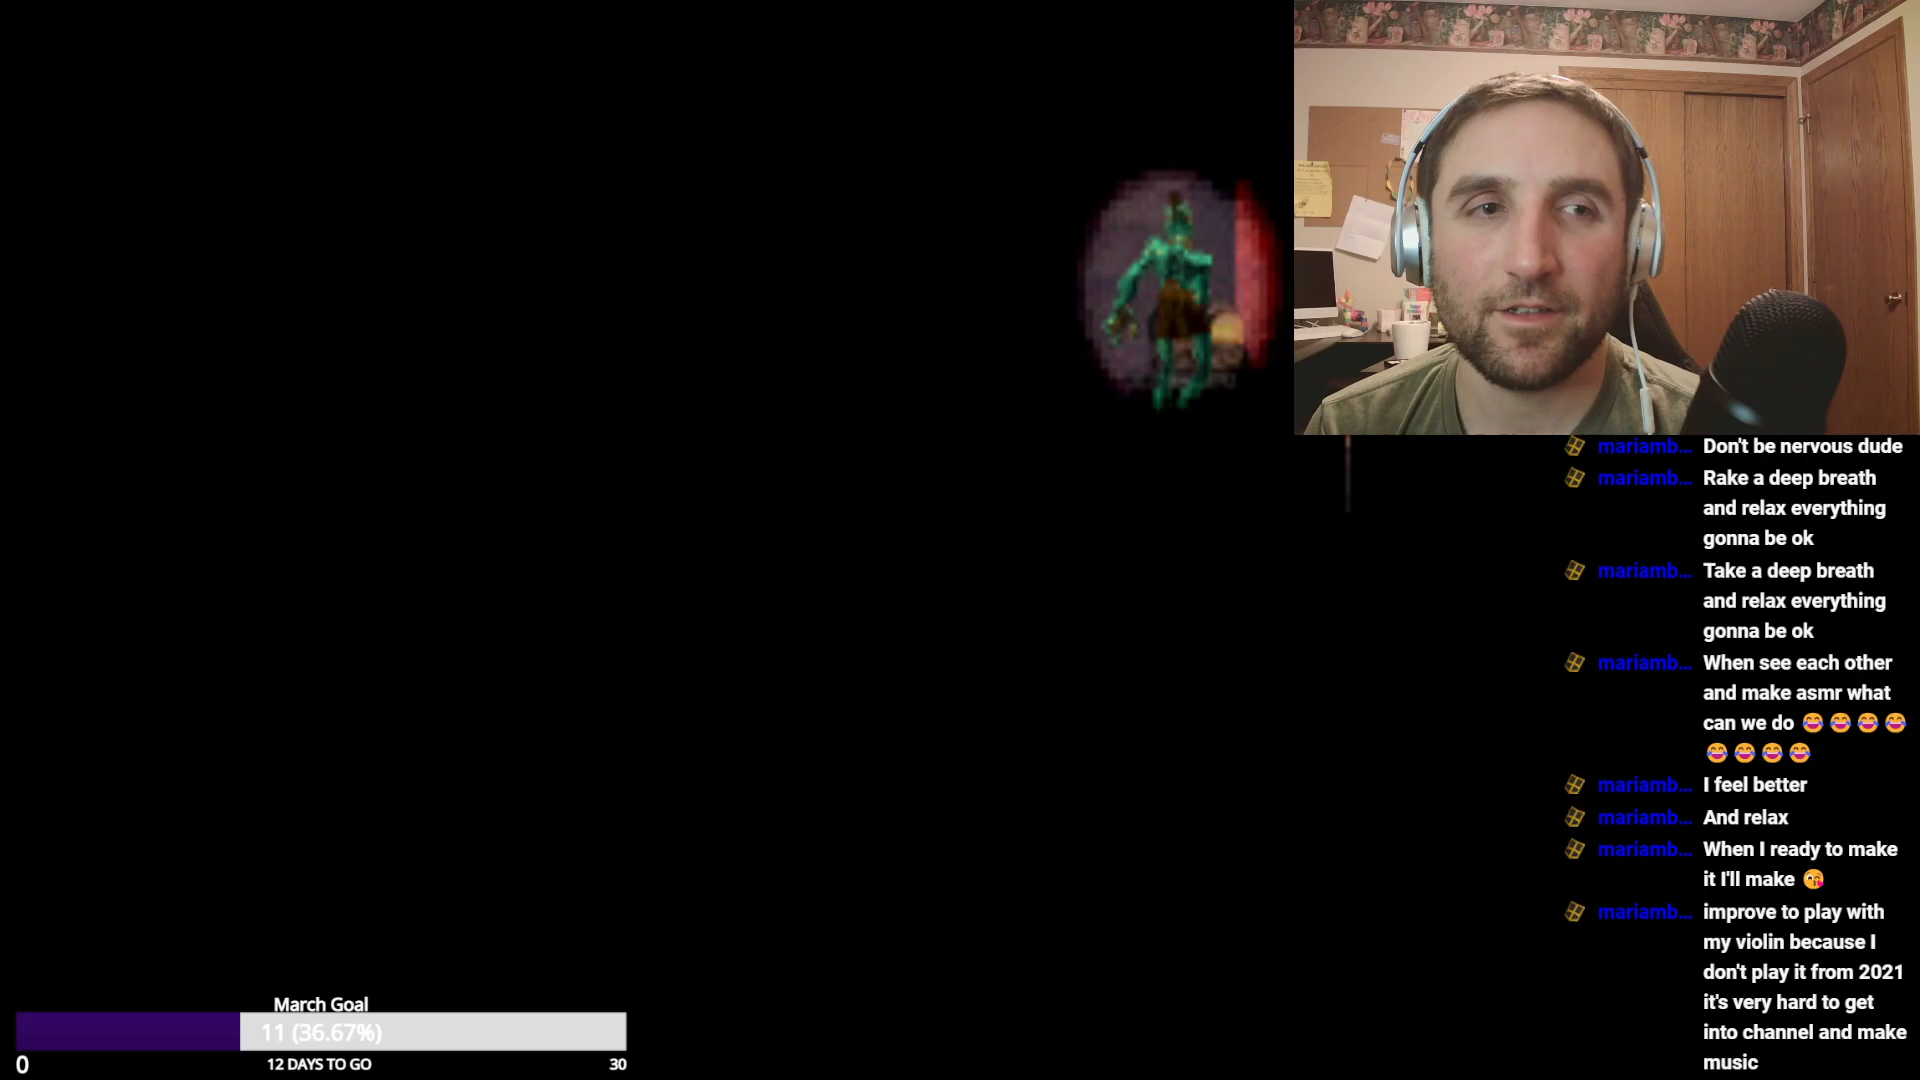 mariamb... Don't be nervous dude
mariamb... Rake a deep breath
and relax everything
gonna be ok
mariamb... Take a deep breath
and relax everything
gonna be ok
mariamb... When see each other
and make asmr what
can we do 😂 😂 😂 😂
😂 😂 😂 😂
mariamb... I feel better
mariamb... And relax
mariamb... When I ready to make
it I'll make 😘
mariamb... improve to play with
my violin because I
don't play it from 2021
it's very hard to get
into channel and make
music
March Goal
11 (36.67%)
0 12 DAYS TO GO 30